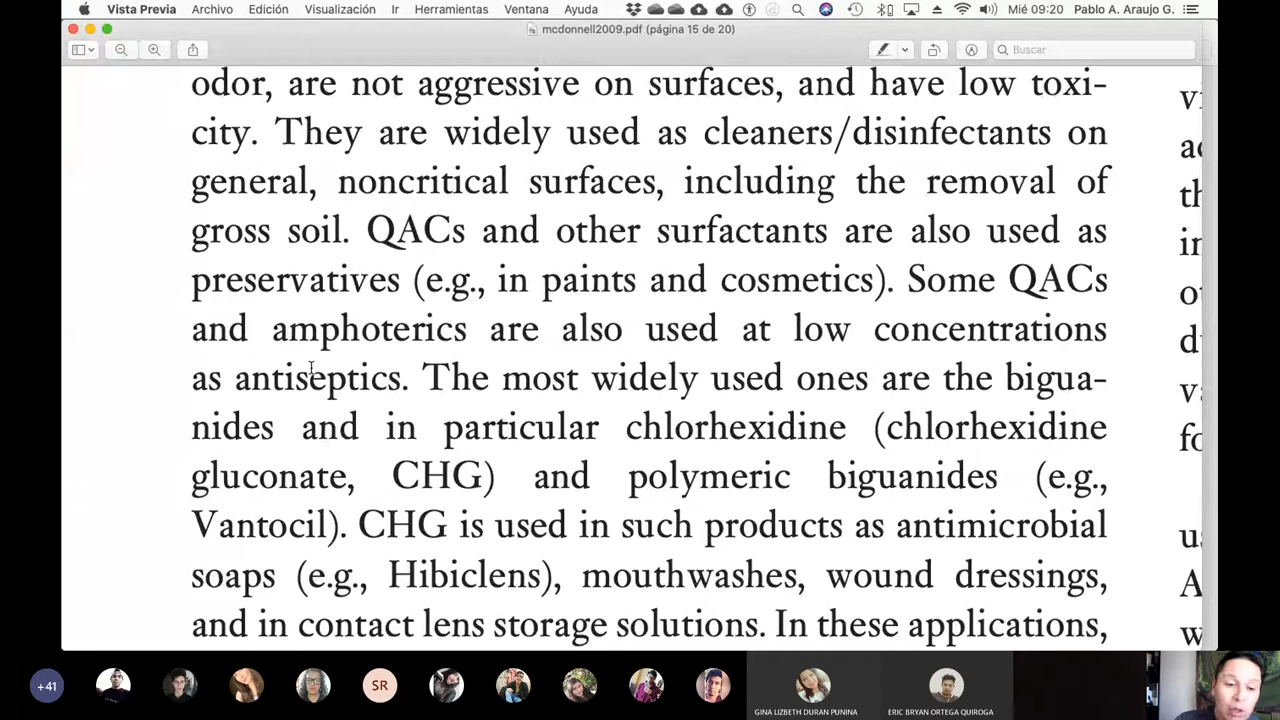 Vista Previa Archivo Edición Visualización Ir Herramientas Ventana Ayuda Mié 09:20 Pablo A. Araujo G.
mcdonnell2009.pdf (página 15 de 20)
Buscar
odor, are not aggressive on surfaces, and have low toxi-
city. They are widely used as cleaners/disinfectants on
general, noncritical surfaces, including the removal of
gross soil. QACs and other surfactants are also used as
preservatives (e.g., in paints and cosmetics). Some QACs
and amphoterics are also used at low concentrations
as antiseptics. The most widely used ones are the bigua-
nides and in particular chlorhexidine (chlorhexidine
gluconate, CHG) and polymeric biguanides (e.g.,
Vantocil). CHG is used in such products as antimicrobial
soaps (e.g., Hibiclens), mouthwashes, wound dressings,
and in contact lens storage solutions. In these applications,
+41
SR
GINA LIZBETH DURAN PUNINA
ERIC BRYAN ORTEGA QUIROGA